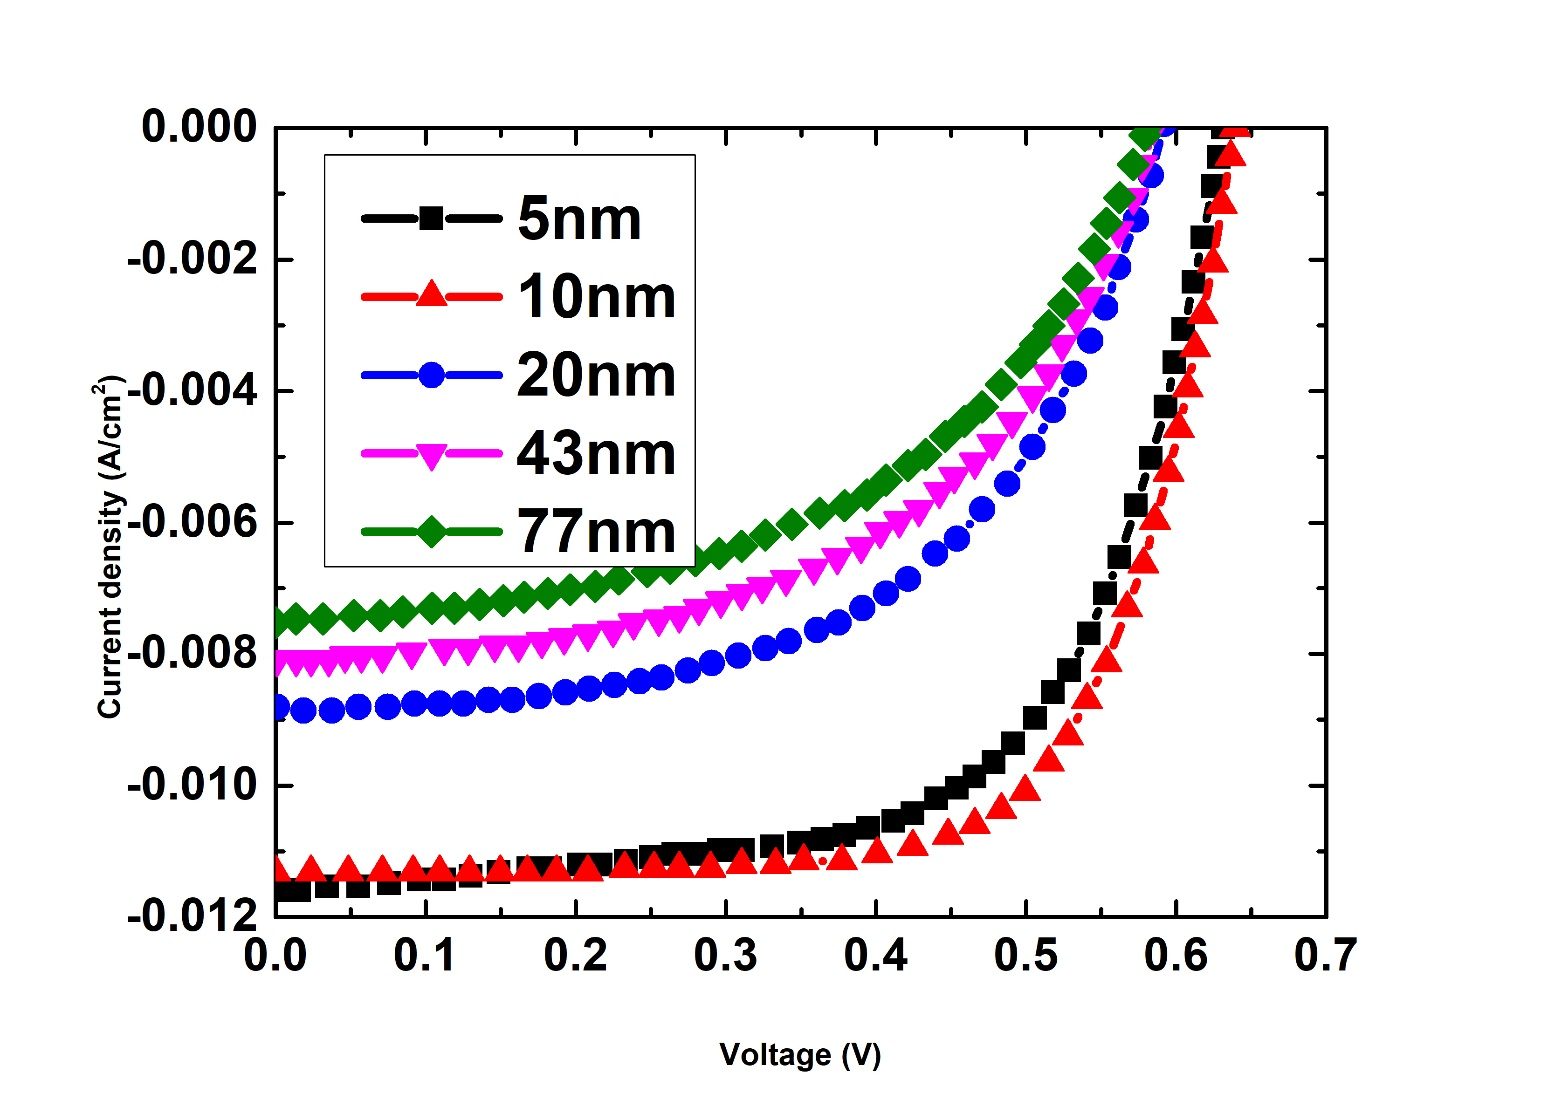 0.000
-0.002
-0.004
-0.006
-0.008
-0.010
-0.012
Current density (A/cm²)
5nm
10nm
20nm
43nm
77nm
0.0 0.1 0.2 0.3 0.4 0.5 0.6 0.7
Voltage (V)